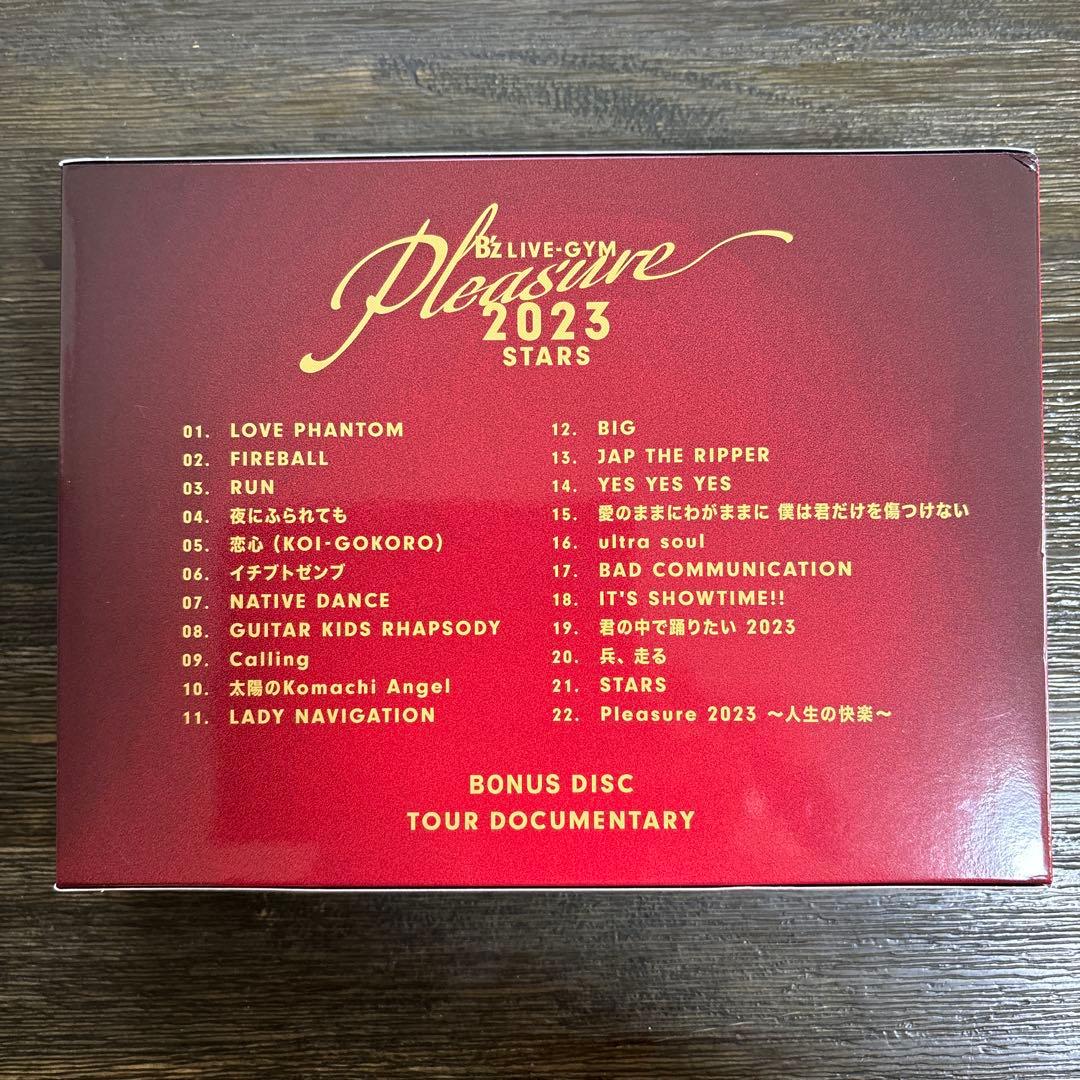 B'z LIVE-GYM
Pleasure
2023
STARS
01. LOVE PHANTOM
02. FIREBALL
03. RUN
04. 夜にふられても
05. 恋心 (KOI-GOKORO)
06. イチブトゼンブ
07. NATIVE DANCE
08. GUITAR KIDS RHAPSODY
09. Calling
10. 太陽のKomachi Angel
11. LADY NAVIGATION
12. BIG
13. JAP THE RIPPER
14. YES YES YES
15. 愛のままにわがままに 僕は君だけを傷つけない
16. ultra soul
17. BAD COMMUNICATION
18. IT'S SHOWTIME!!
19. 君の中で踊りたい 2023
20. 兵、走る
21. STARS
22. Pleasure 2023 ～人生の快楽～
BONUS DISC
TOUR DOCUMENTARY